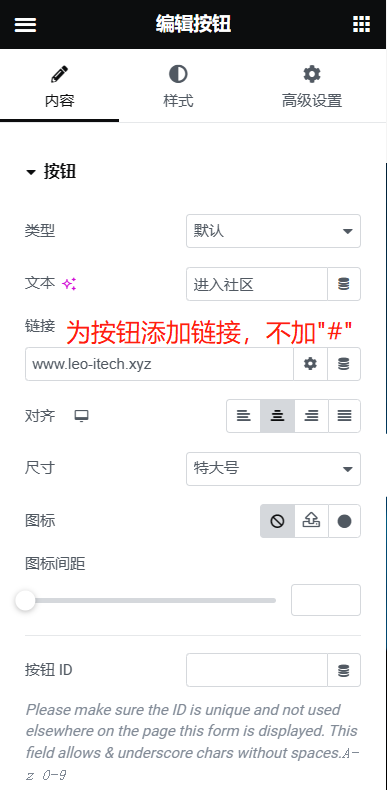 编辑按钮
内容
样式
高级设置
按钮
类型
默认
文本
进入社区
链接
为按钮添加链接，不加"#"
www.leo-itech.xyz
对齐
尺寸
特大号
图标
图标间距
按钮 ID
Please make sure the ID is unique and not used
elsewhere on the page this form is displayed. This
field allows & underscore chars without spaces.A-
z 0-9